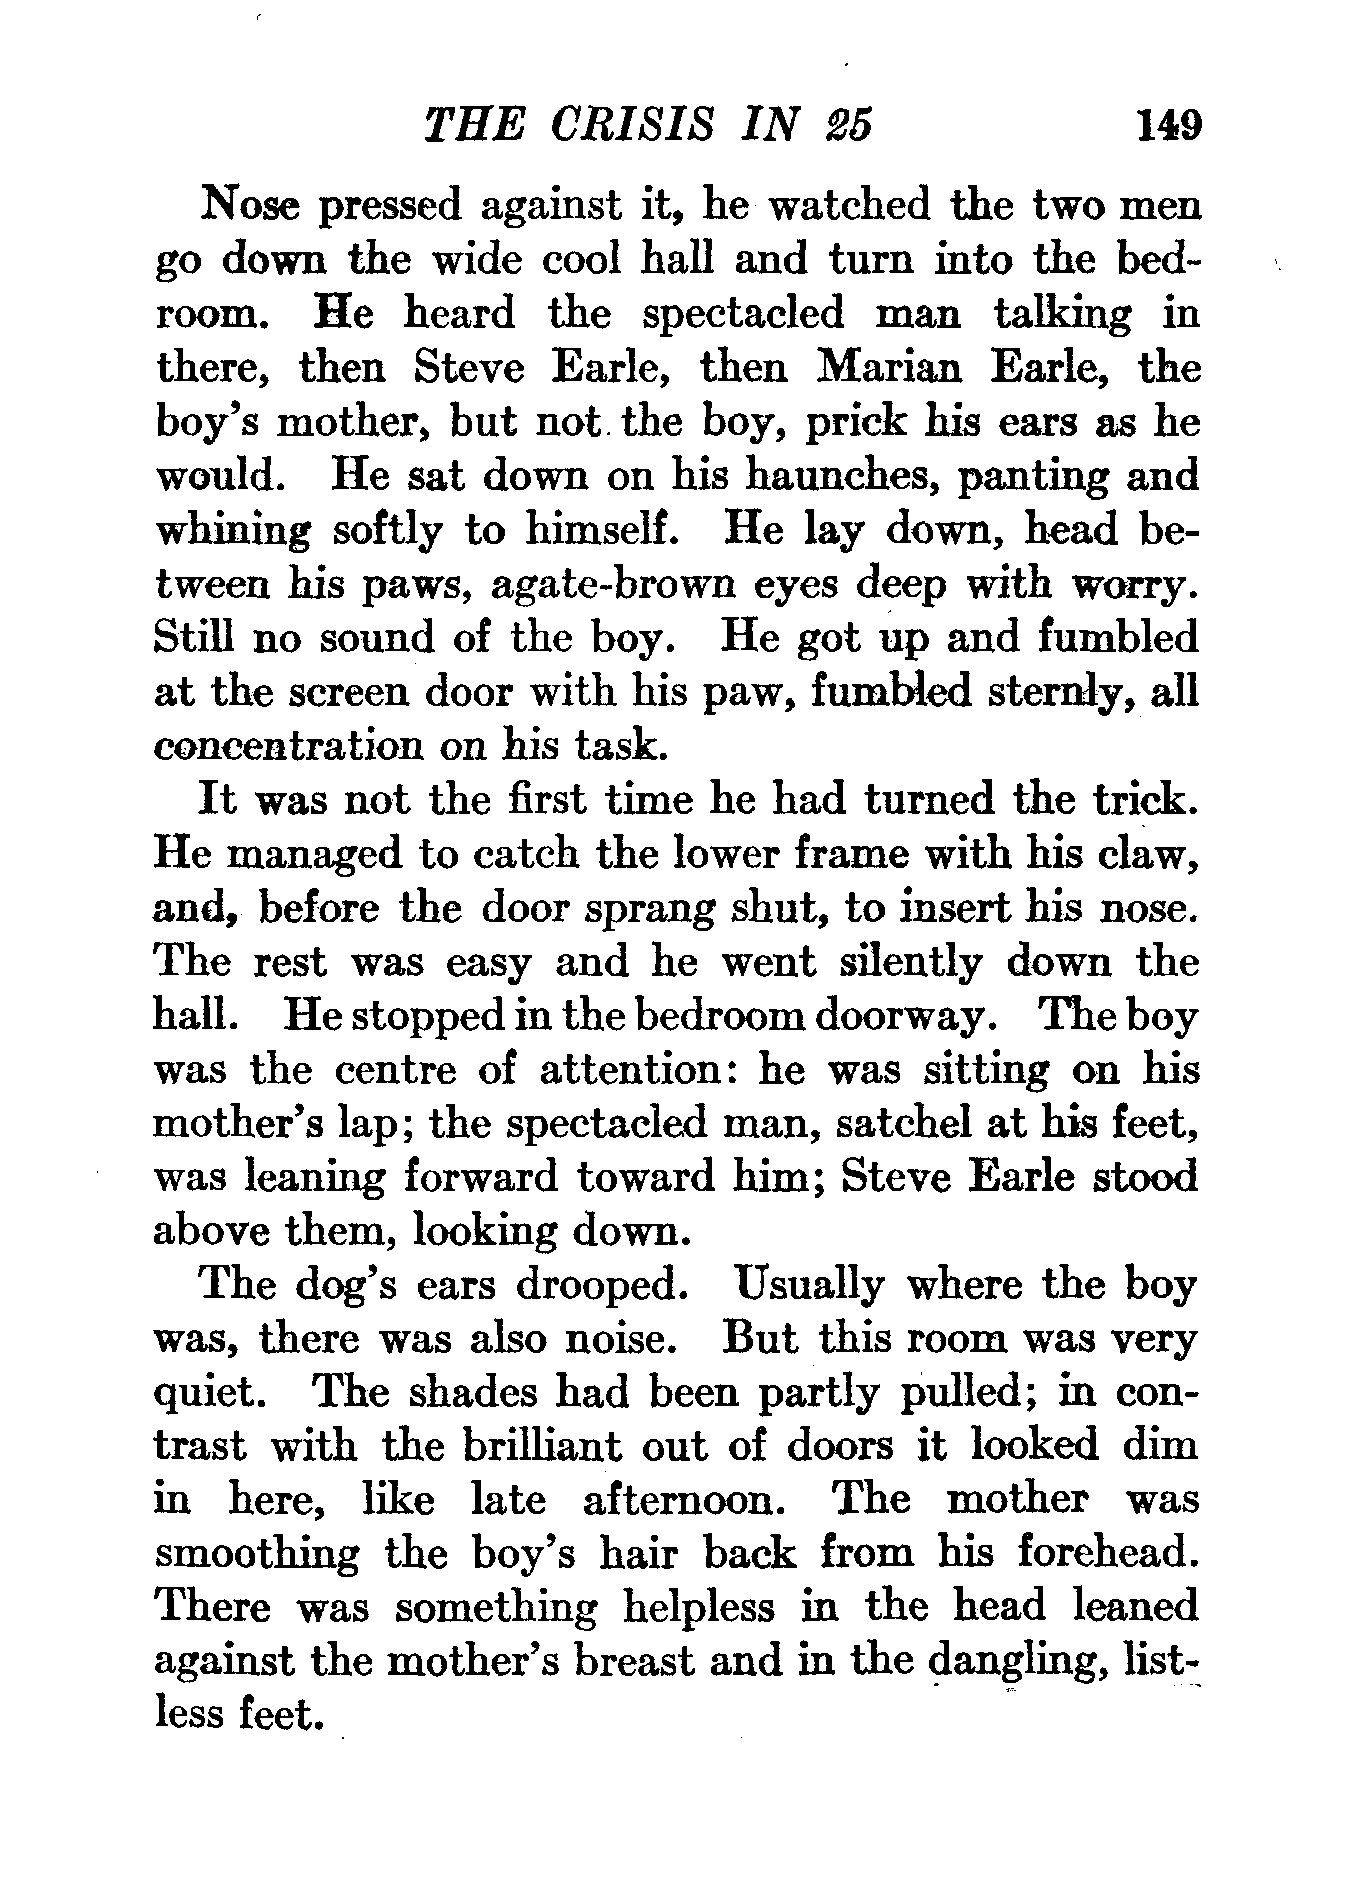 THE CRISIS IN 25 149
Nose pressed against it, he watched the two men
go down the wide cool hall and turn into the bed-
room. He heard the spectacled man talking in
there, then Steve Earle, then Marian Earle, the
boy's mother, but not the boy, prick his ears as he
would. He sat down on his haunches, panting and
whining softly to himself. He lay down, head be-
tween his paws, agate-brown eyes deep with worry.
Still no sound of the boy. He got up and fumbled
at the screen door with his paw, fumbled sternly, all
concentration on his task.
It was not the first time he had turned the trick.
He managed to catch the lower frame with his claw,
and, before the door sprang shut, to insert his nose.
The rest was easy and he went silently down the
hall. He stopped in the bedroom doorway. The boy
was the centre of attention: he was sitting on his
mother's lap; the spectacled man, satchel at his feet,
was leaning forward toward him; Steve Earle stood
above them, looking down.
The dog's ears drooped. Usually where the boy
was, there was also noise. But this room was very
quiet. The shades had been partly pulled; in con-
trast with the brilliant out of doors it looked dim
in here, like late afternoon. The mother was
smoothing the boy's hair back from his forehead.
There was something helpless in the head leaned
against the mother's breast and in the dangling, list-
less feet.